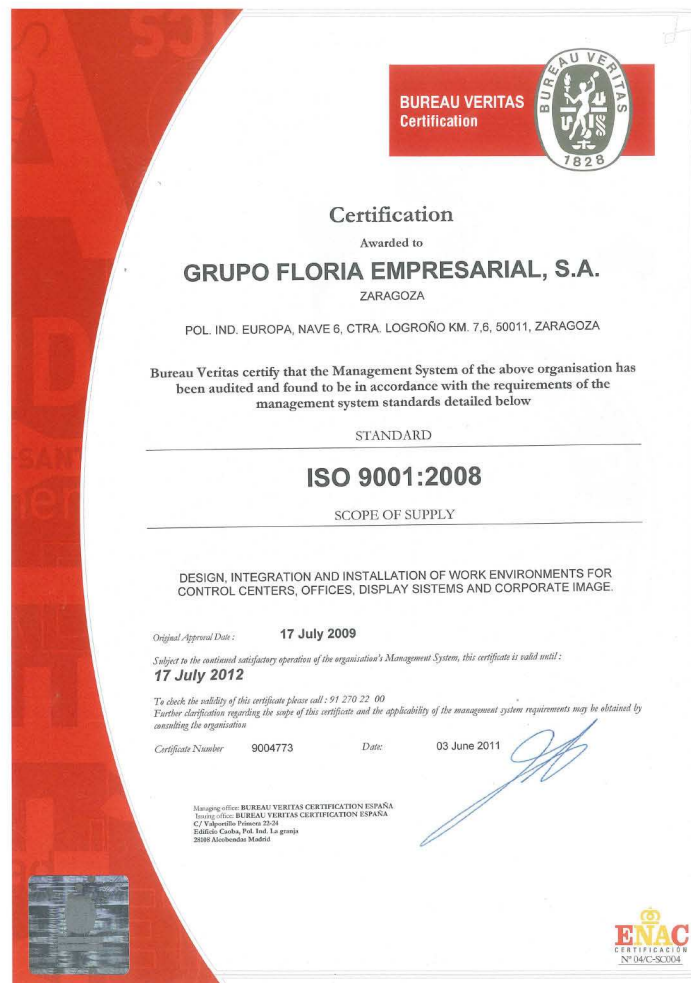 BUREAU VERITAS
Certification
BUREAU VERITAS
1828
Certification
Awarded to
GRUPO FLORIA EMPRESARIAL, S.A.
ZARAGOZA
POL. IND. EUROPA, NAVE 6, CTRA. LOGROÑO KM. 7,6, 50011, ZARAGOZA
Bureau Veritas certify that the Management System of the above organisation has
been audited and found to be in accordance with the requirements of the
management system standards detailed below
STANDARD
ISO 9001:2008
SCOPE OF SUPPLY
DESIGN, INTEGRATION AND INSTALLATION OF WORK ENVIRONMENTS FOR
CONTROL CENTERS, OFFICES, DISPLAY SISTEMS AND CORPORATE IMAGE.
Original Approval Date : 17 July 2009
Subject to the continued satisfactory operation of the organisation's Management System, this certificate is valid until :
17 July 2012
To check the validity of this certificate please call : 91 270 22 00
Further clarification regarding the scope of this certificate and the applicability of the management system requirements may be obtained by
consulting the organisation
Certificate Number 9004773 Date: 03 June 2011
Managing office: BUREAU VERITAS CERTIFICATION ESPAÑA
Issuing office: BUREAU VERITAS CERTIFICATION ESPAÑA
C/ Valportillo Primera 22-24
Edificio Caoba, Pol. Ind. La granja
28108 Alcobendas Madrid
ENAC
CERTIFICACIÓN
Nº 04/C-SC004